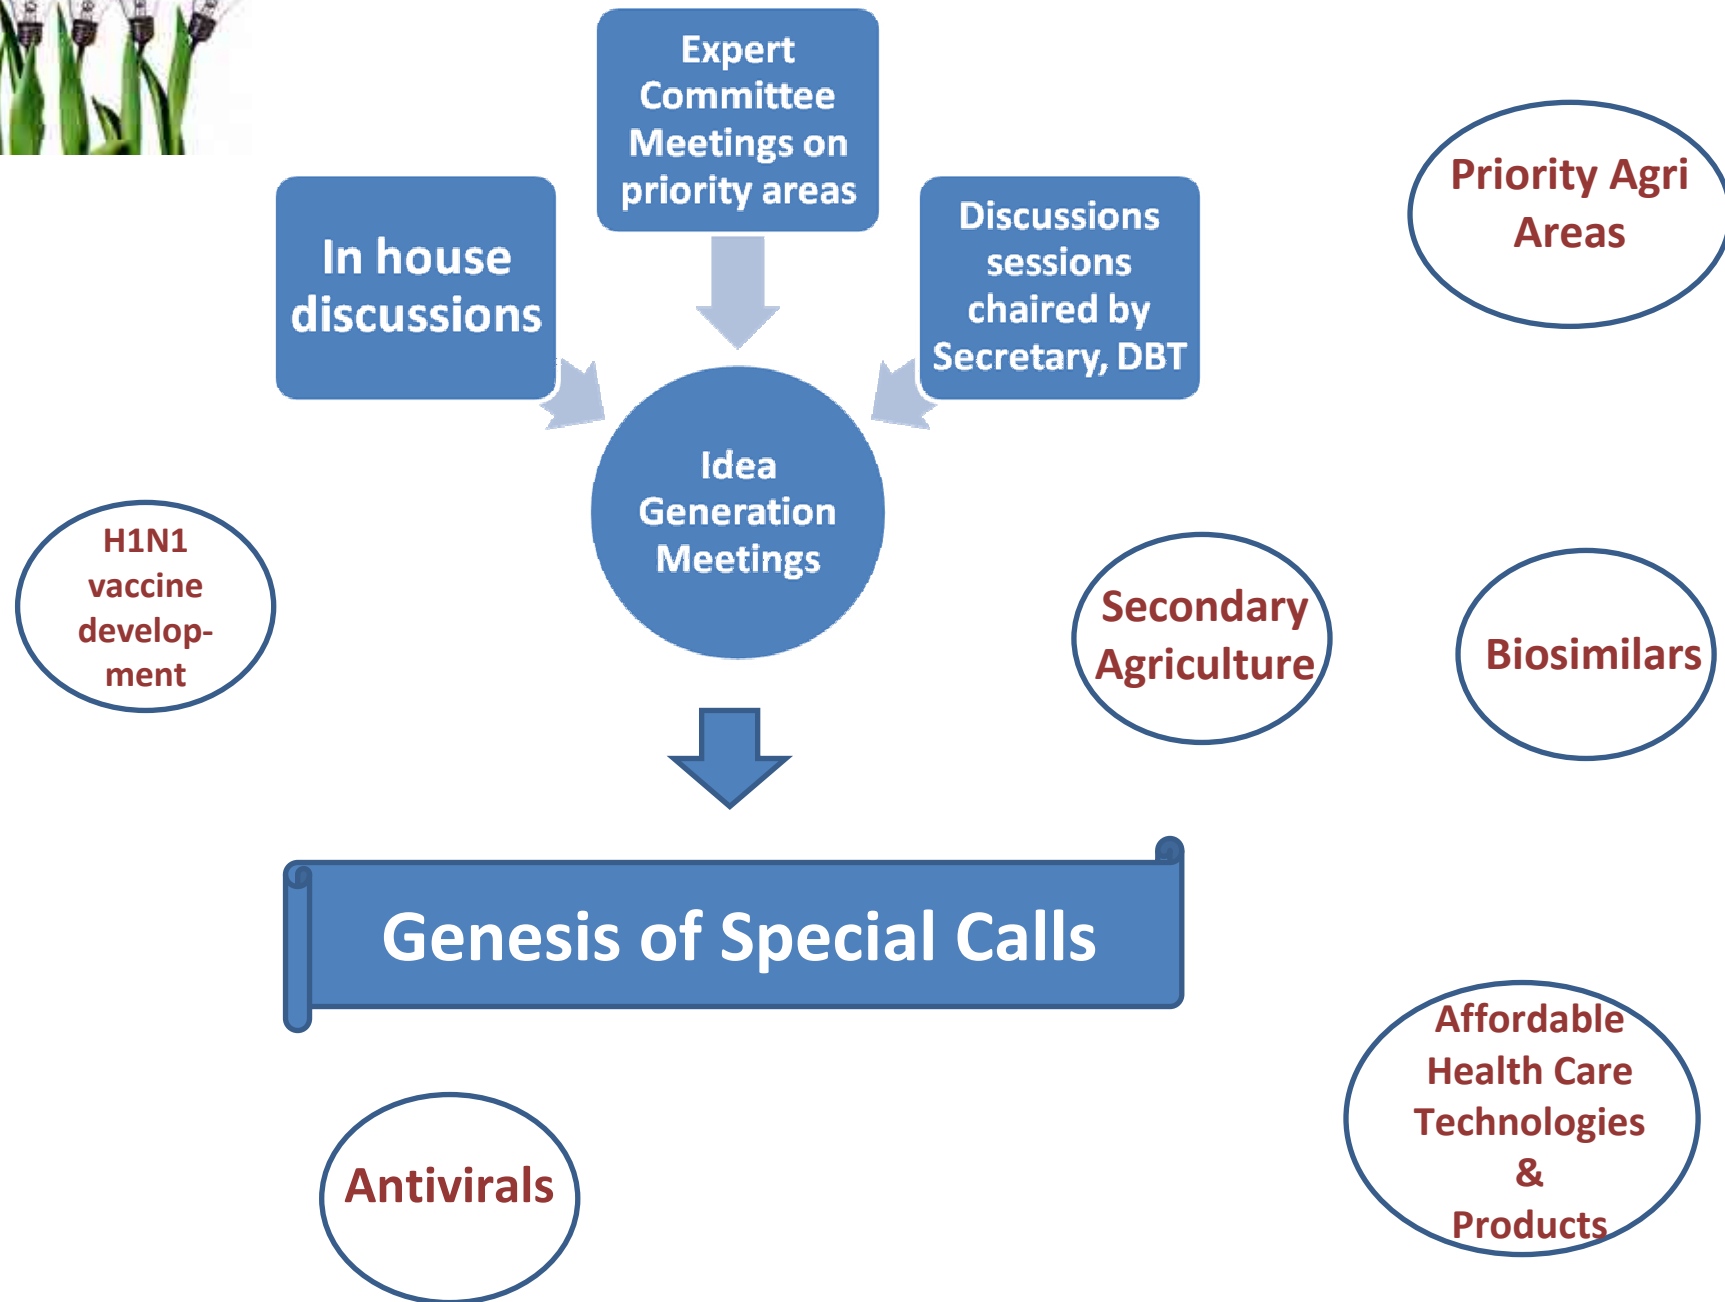 Expert
Committee
Meetings on
priority areas
In house
discussions
Discussions
sessions
chaired by
Secretary, DBT
Priority Agri
Areas
Idea
Generation
Meetings
H1N1
vaccine
develop-
ment
Secondary
Agriculture
Biosimilars
Genesis of Special Calls
Affordable
Health Care
Technologies
&
Products
Antivirals